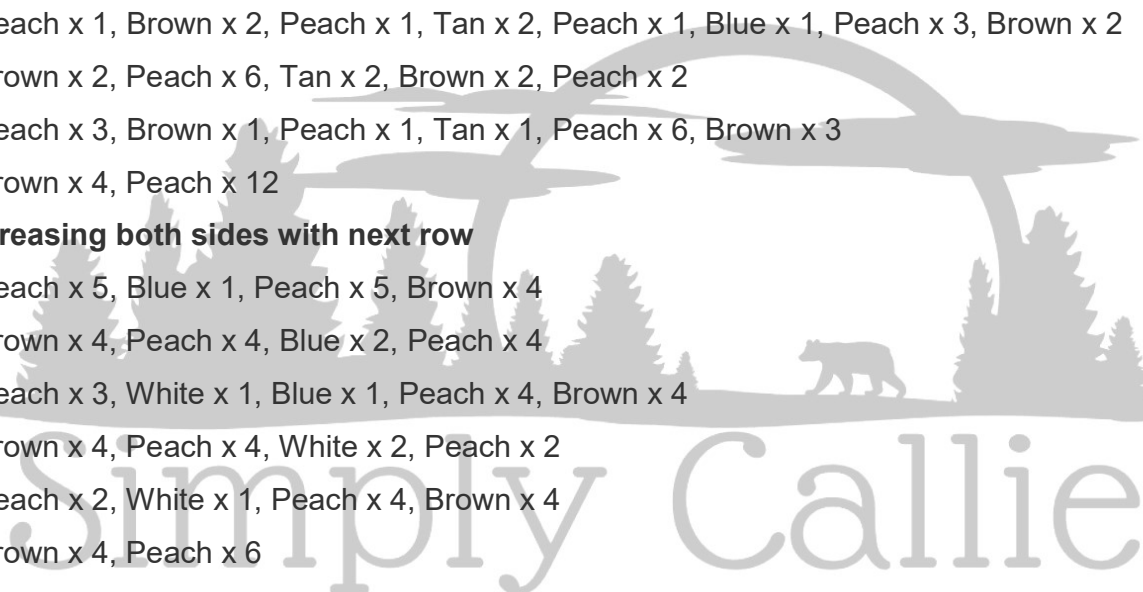 each x 1, Brown x 2, Peach x 1, Tan x 2, Peach x 1, Blue x 1, Peach x 3, Brown x 2
rown x 2, Peach x 6, Tan x 2, Brown x 2, Peach x 2
each x 3, Brown x 1, Peach x 1, Tan x 1, Peach x 6, Brown x 3
rown x 4, Peach x 12
reasing both sides with next row
each x 5, Blue x 1, Peach x 5, Brown x 4
rown x 4, Peach x 4, Blue x 2, Peach x 4
each x 3, White x 1, Blue x 1, Peach x 4, Brown x 4
rown x 4, Peach x 4, White x 2, Peach x 2
each x 2, White x 1, Peach x 4, Brown x 4
rown x 4, Peach x 6
Simply Callie